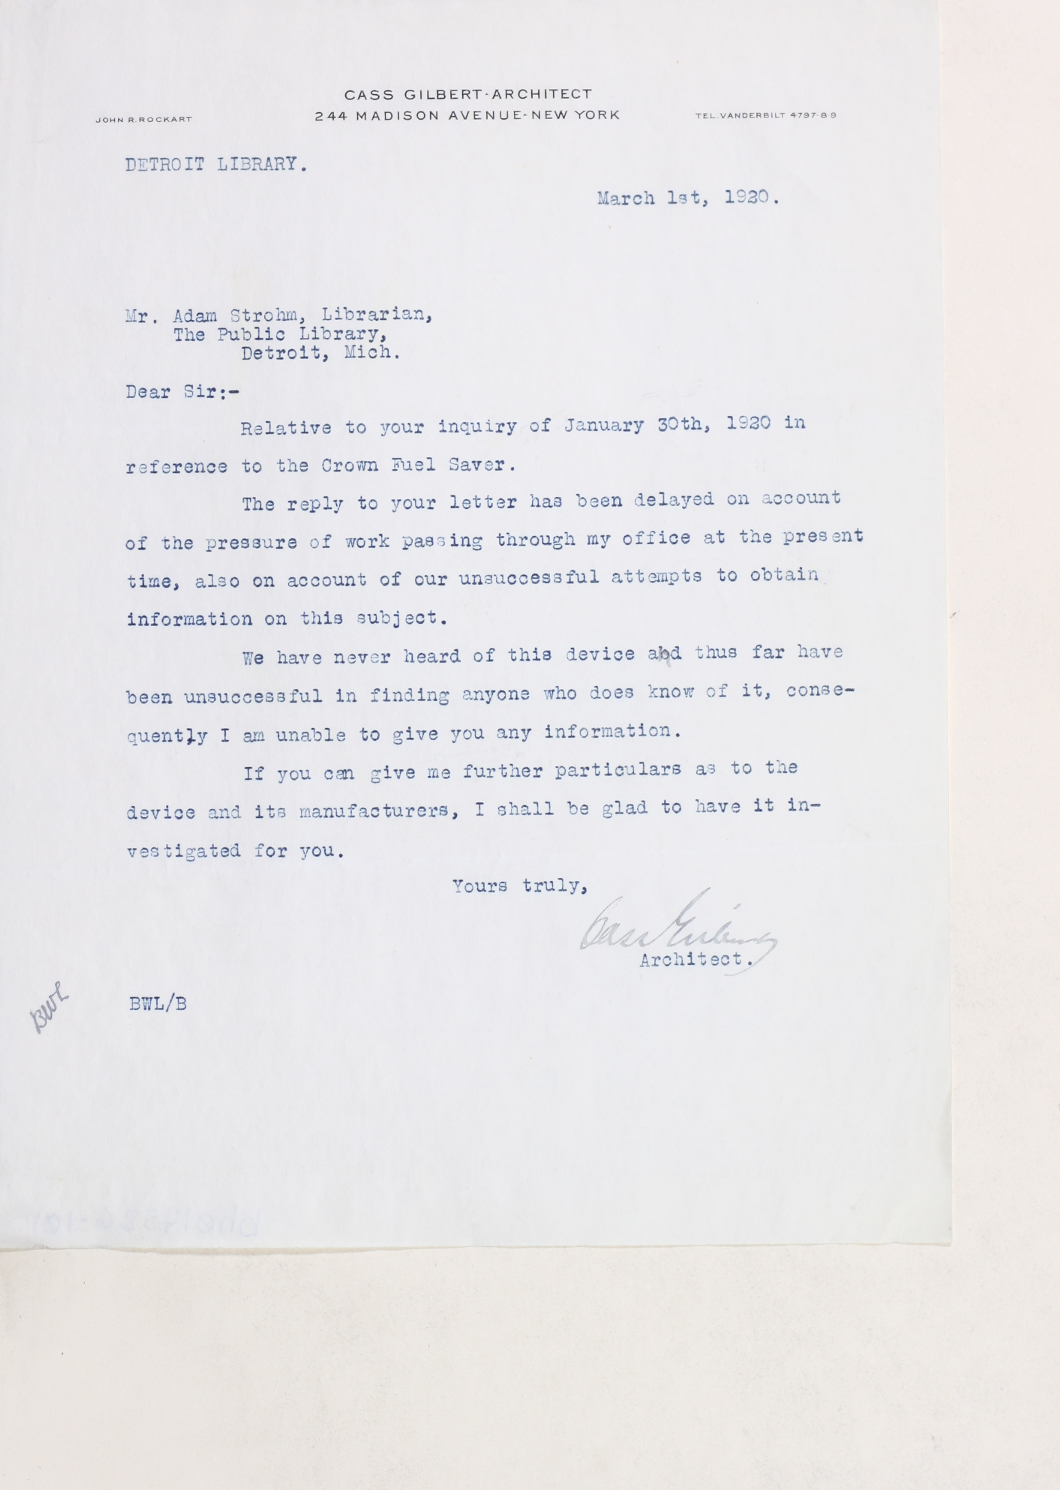 CASS GILBERT-ARCHITECT
JOHN R. ROCKART 244 MADISON AVENUE-NEW YORK TEL. VANDERBILT 4797-8-9
DETROIT LIBRARY.
March 1st, 1920.
Mr. Adam Strohm, Librarian,
The Public Library,
Detroit, Mich.
Dear Sir:-
Relative to your inquiry of January 30th, 1920 in
reference to the Crown Fuel Saver.
The reply to your letter has been delayed on account
of the pressure of work passing through my office at the present
time, also on account of our unsuccessful attempts to obtain
information on this subject.
We have never heard of this device and thus far have
been unsuccessful in finding anyone who does know of it, conse-
quently I am unable to give you any information.
If you can give me further particulars as to the
device and its manufacturers, I shall be glad to have it in-
vestigated for you.
Yours truly,
Cass Gilbert
Architect.
BWL
BWL/B